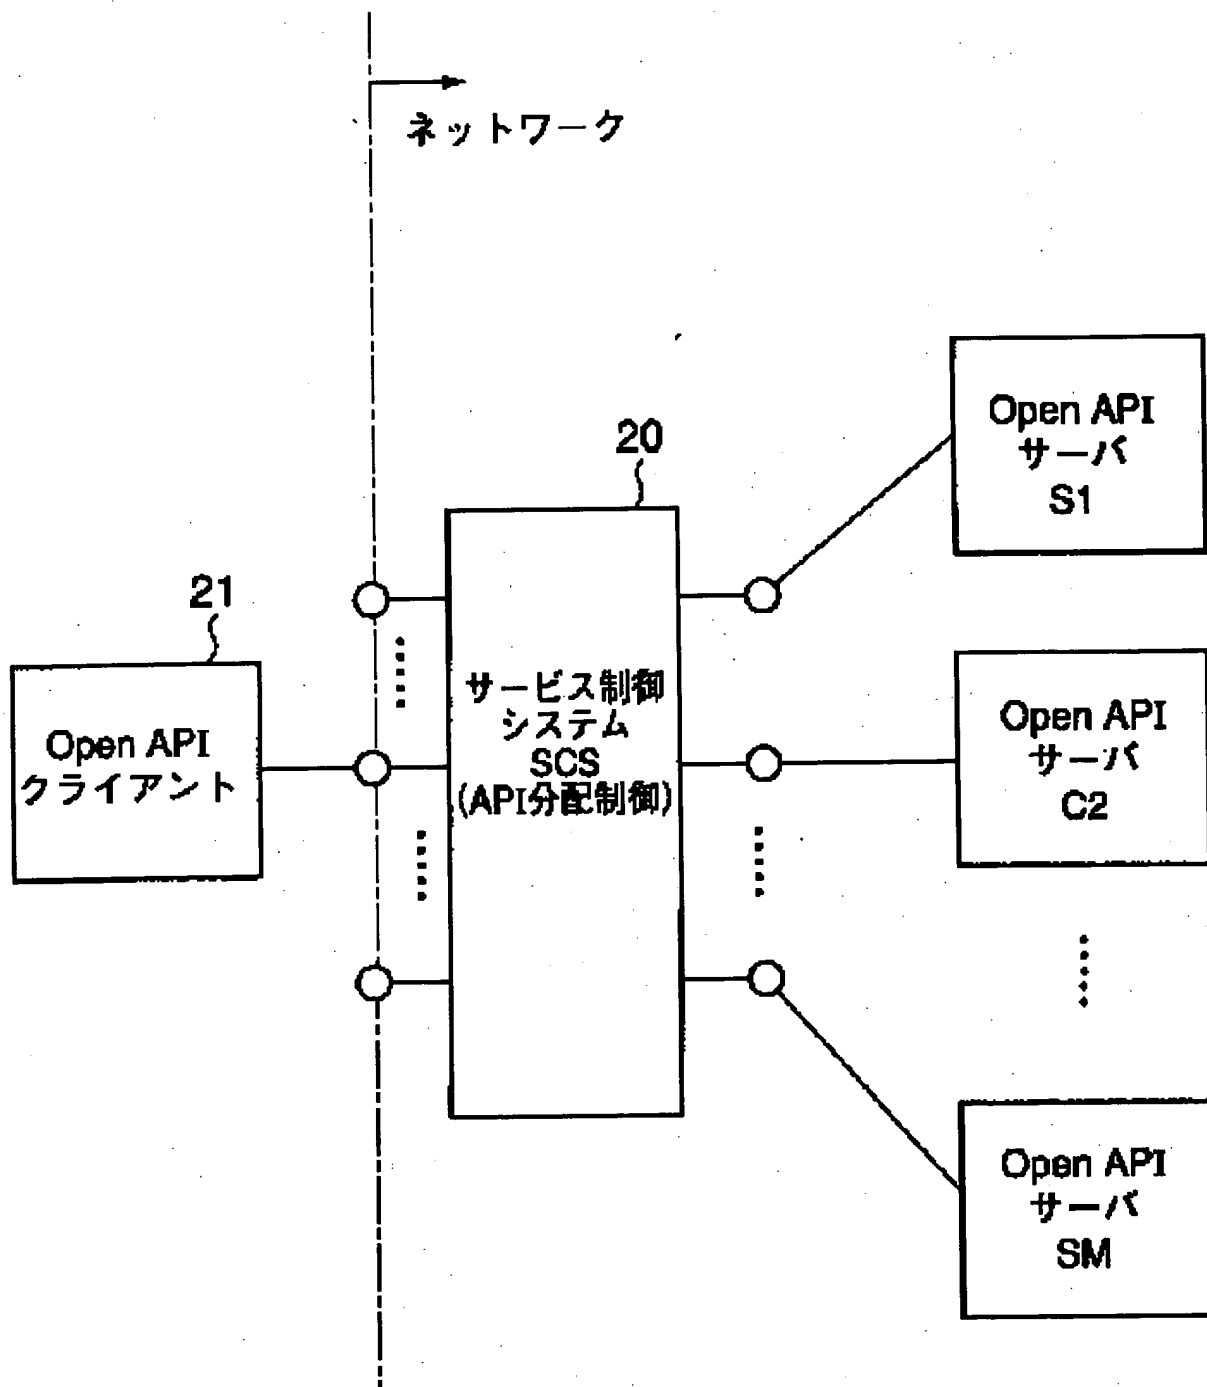 ネットワーク
20
21
Open API
クライアント
サービス制御
システム
SCS
(API分配制御)
Open API
サーバ
S1
Open API
サーバ
C2
Open API
サーバ
SM